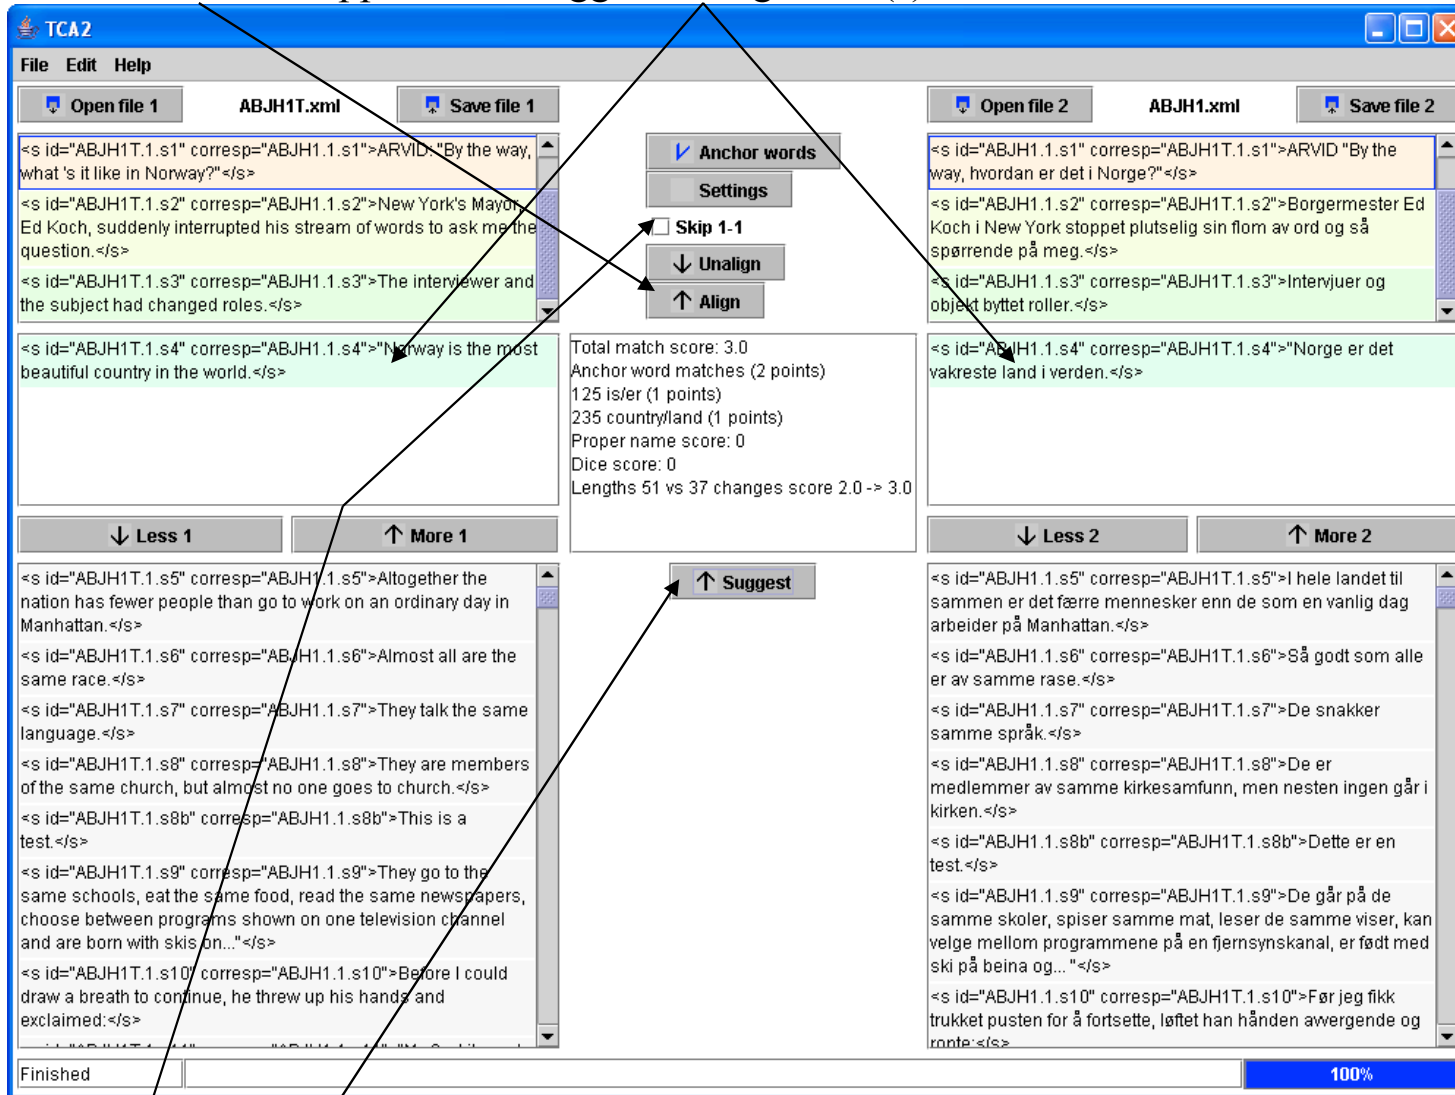 TCA2
File Edit Help
Open file 1 ABJH1T.xml Save file 1
<s id="ABJH1T.1.s1" corresp="ABJH1.1.s1">ARVID: "By the way,
what 's it like in Norway?"</s>
<s id="ABJH1T.1.s2" corresp="ABJH1.1.s2">New York's Mayor,
Ed Koch, suddenly interrupted his stream of words to ask me the
question.</s>
<s id="ABJH1T.1.s3" corresp="ABJH1.1.s3">The interviewer and
the subject had changed roles.</s>
<s id="ABJH1T.1.s4" corresp="ABJH1.1.s4">"Norway is the most
beautiful country in the world.</s>
Less 1 More 1
<s id="ABJH1T.1.s5" corresp="ABJH1.1.s5">Altogether the
nation has fewer people than go to work on an ordinary day in
Manhattan.</s>
<s id="ABJH1T.1.s6" corresp="ABJH1.1.s6">Almost all are the
same race.</s>
<s id="ABJH1T.1.s7" corresp="ABJH1.1.s7">They talk the same
language.</s>
<s id="ABJH1T.1.s8" corresp="ABJH1.1.s8">They are members
of the same church, but almost no one goes to church.</s>
<s id="ABJH1T.1.s8b" corresp="ABJH1.1.s8b">This is a
test.</s>
<s id="ABJH1T.1.s9" corresp="ABJH1.1.s9">They go to the
same schools, eat the same food, read the same newspapers,
choose between programs shown on one television channel
and are born with skis on..."</s>
<s id="ABJH1T.1.s10" corresp="ABJH1.1.s10">Before I could
draw a breath to continue, he threw up his hands and
exclaimed:</s>
Anchor words
Settings
Skip 1-1
Unalign
Align
Total match score: 3.0
Anchor word matches (2 points)
125 is/er (1 points)
235 country/land (1 points)
Proper name score: 0
Dice score: 0
Lengths 51 vs 37 changes score 2.0 -> 3.0
Suggest
Open file 2 ABJH1.xml Save file 2
<s id="ABJH1.1.s1" corresp="ABJH1T.1.s1">ARVID "By the
way, hvordan er det i Norge?"</s>
<s id="ABJH1.1.s2" corresp="ABJH1T.1.s2">Borgermester Ed
Koch i New York stoppet plutselig sin flom av ord og så
spørrende på meg.</s>
<s id="ABJH1.1.s3" corresp="ABJH1T.1.s3">Intervjuer og
objekt byttet roller.</s>
<s id="ABJH1.1.s4" corresp="ABJH1T.1.s4">"Norge er det
vakreste land i verden.</s>
Less 2 More 2
<s id="ABJH1.1.s5" corresp="ABJH1T.1.s5">I hele landet til
sammen er det færre mennesker enn de som en vanlig dag
arbeider på Manhattan.</s>
<s id="ABJH1.1.s6" corresp="ABJH1T.1.s6">Så godt som alle
er av samme rase.</s>
<s id="ABJH1.1.s7" corresp="ABJH1T.1.s7">De snakker
samme språk.</s>
<s id="ABJH1.1.s8" corresp="ABJH1T.1.s8">De er
medlemmer av samme kirkesamfunn, men nesten ingen går i
kirken.</s>
<s id="ABJH1.1.s8b" corresp="ABJH1T.1.s8b">Dette er en
test.</s>
<s id="ABJH1.1.s9" corresp="ABJH1T.1.s9">De går på de
samme skoler, spiser samme mat, leser de samme viser, kan
velge mellom programmene på en fjernsynskanal, er født med
ski på beina og... "</s>
<s id="ABJH1.1.s10" corresp="ABJH1T.1.s10">Før jeg fikk
trukket pusten for å fortsette, løftet han hånden avvergende og
ropte:</s>
Finished
100%